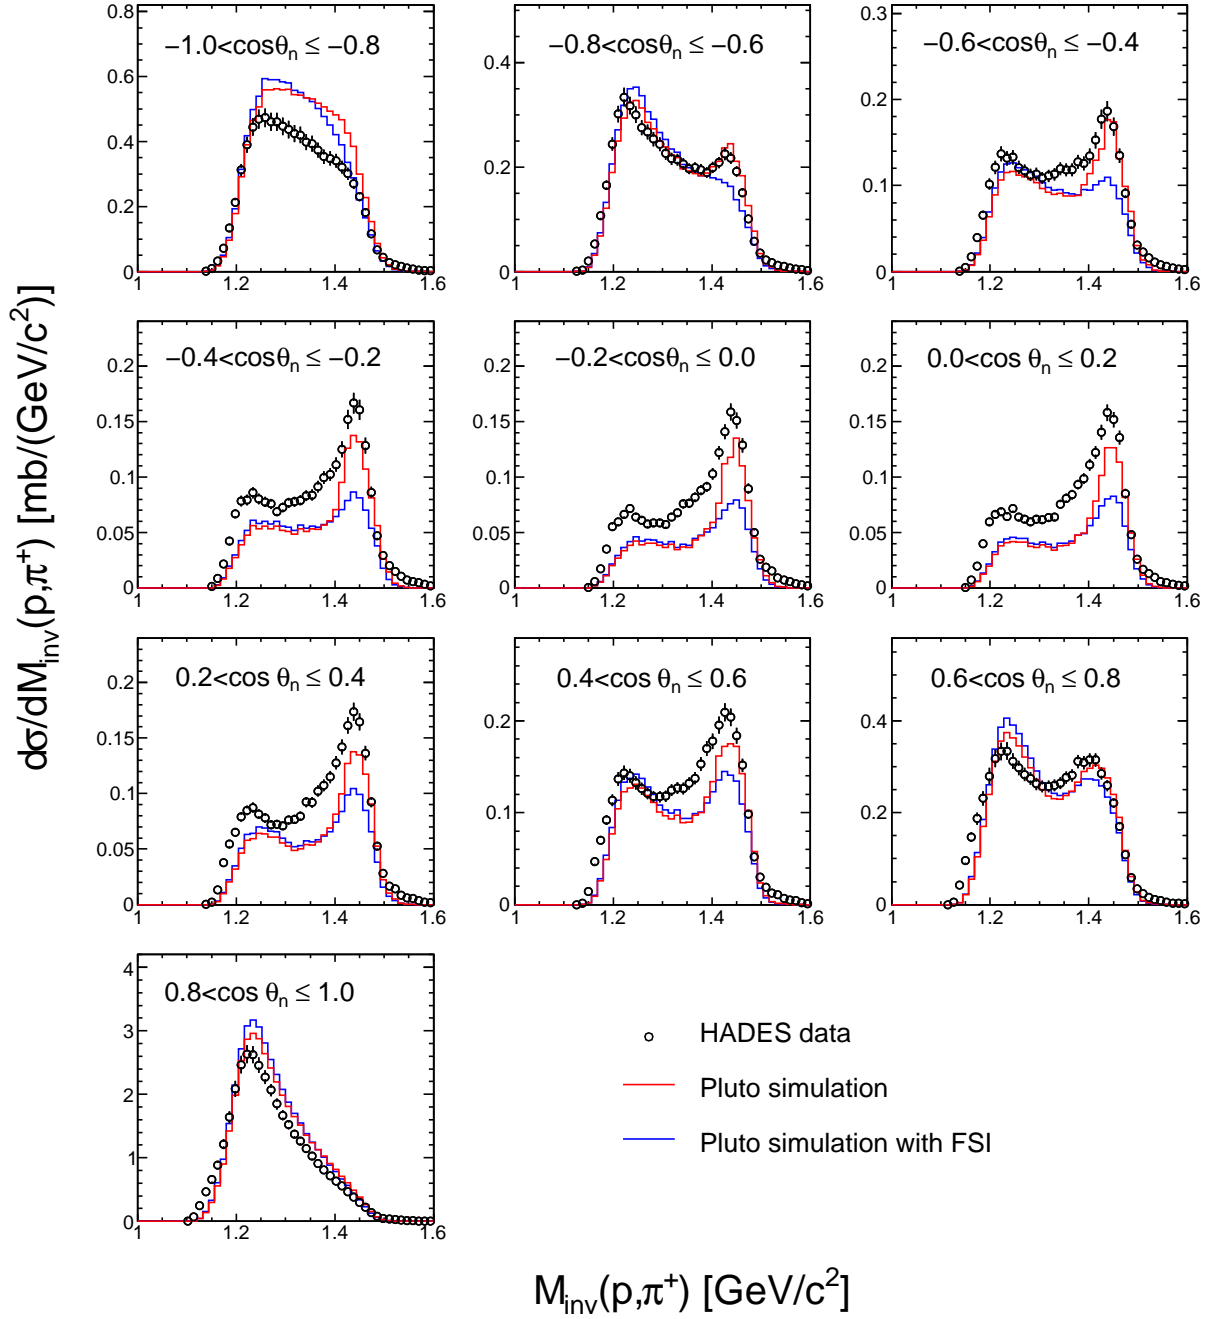 dσ/dM_inv(p,π⁺) [mb/(GeV/c²)]
−1.0<cosθₙ ≤ −0.8
0.8
0.6
0.4
0.2
0
1 1.2 1.4 1.6
−0.8<cosθₙ ≤ −0.6
0.4
0.2
0
1 1.2 1.4 1.6
−0.6<cosθₙ ≤ −0.4
0.3
0.2
0.1
0
1 1.2 1.4 1.6
−0.4<cosθₙ ≤ −0.2
0.2
0.15
0.1
0.05
0
1 1.2 1.4 1.6
−0.2<cosθₙ ≤ 0.0
0.2
0.15
0.1
0.05
0
1 1.2 1.4 1.6
0.0<cos θₙ ≤ 0.2
0.2
0.15
0.1
0.05
0
1 1.2 1.4 1.6
0.2<cos θₙ ≤ 0.4
0.2
0.15
0.1
0.05
0
1 1.2 1.4 1.6
0.4<cos θₙ ≤ 0.6
0.2
0.1
0
1 1.2 1.4 1.6
0.6<cos θₙ ≤ 0.8
0.4
0.2
0
1 1.2 1.4 1.6
0.8<cos θₙ ≤ 1.0
4
3
2
1
0
1 1.2 1.4 1.6
HADES data
Pluto simulation
Pluto simulation with FSI
M_inv(p,π⁺) [GeV/c²]